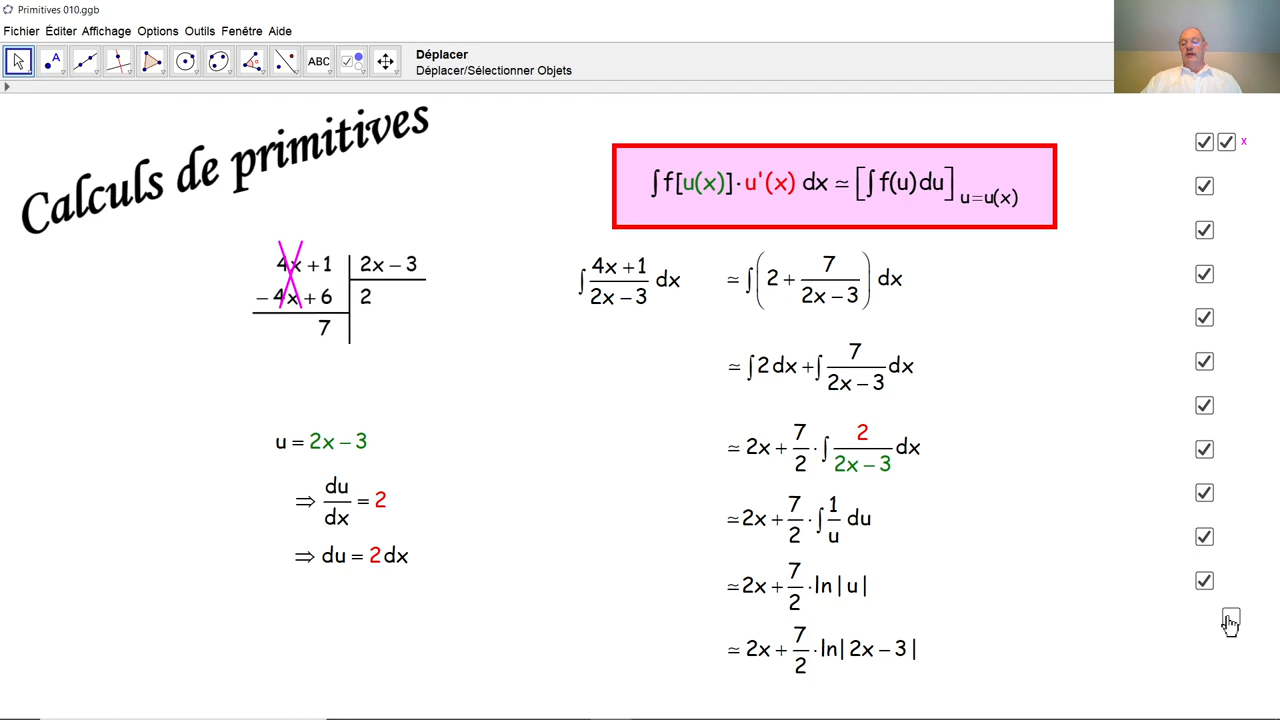 Primitives 010.ggb
Fichier Éditer Affichage Options Outils Fenêtre Aide
A ABC
Déplacer
Déplacer/Sélectionner Objets
Calculs de primitives
x
∫f[u(x)]·u'(x) dx ≃ [∫f(u)du] u=u(x)
4x+1 | 2x−3
−4x+6 | 2
7
∫ (4x+1)/(2x−3) dx ≃ ∫(2 + 7/(2x−3)) dx
≃ ∫2dx + ∫ 7/(2x−3) dx
u = 2x−3
≃ 2x + 7/2 · ∫ 2/(2x−3) dx
⇒ du/dx = 2
≃ 2x + 7/2 · ∫ 1/u du
⇒ du = 2dx
≃ 2x + 7/2 · ln|u|
≃ 2x + 7/2 · ln|2x−3|